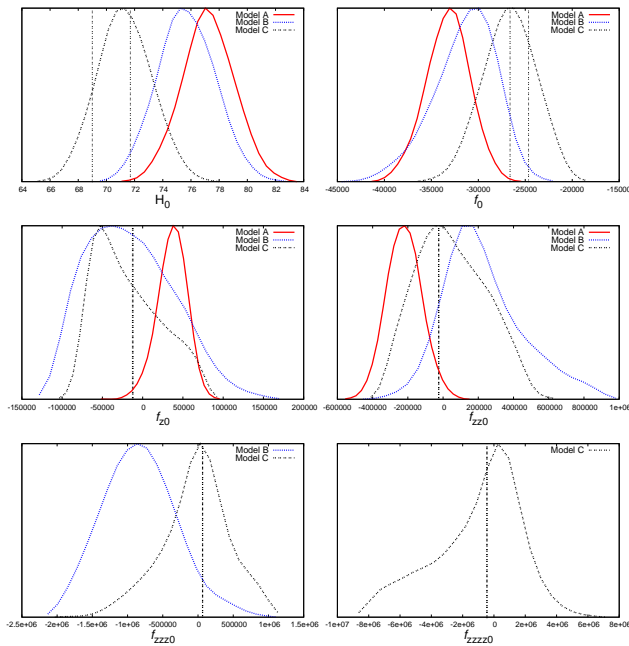 Model A
Model B
Model C
64 66 68 70 72 74 76 78 80 82 84
H0
Model A
Model B
Model C
-45000 -40000 -35000 -30000 -25000 -20000 -15000
f0
Model A
Model B
Model C
-150000 -100000 -50000 0 50000 100000 150000 200000
fz0
Model A
Model B
Model C
-600000 -400000 -200000 0 200000 400000 600000 800000 1e+06
fzz0
Model B
Model C
-2.5e+06 -2e+06 -1.5e+06 -1e+06 -500000 0 500000 1e+06 1.5e+06
fzzz0
Model C
-1e+07 -8e+06 -6e+06 -4e+06 -2e+06 0 2e+06 4e+06 6e+06 8e+06
fzzzz0